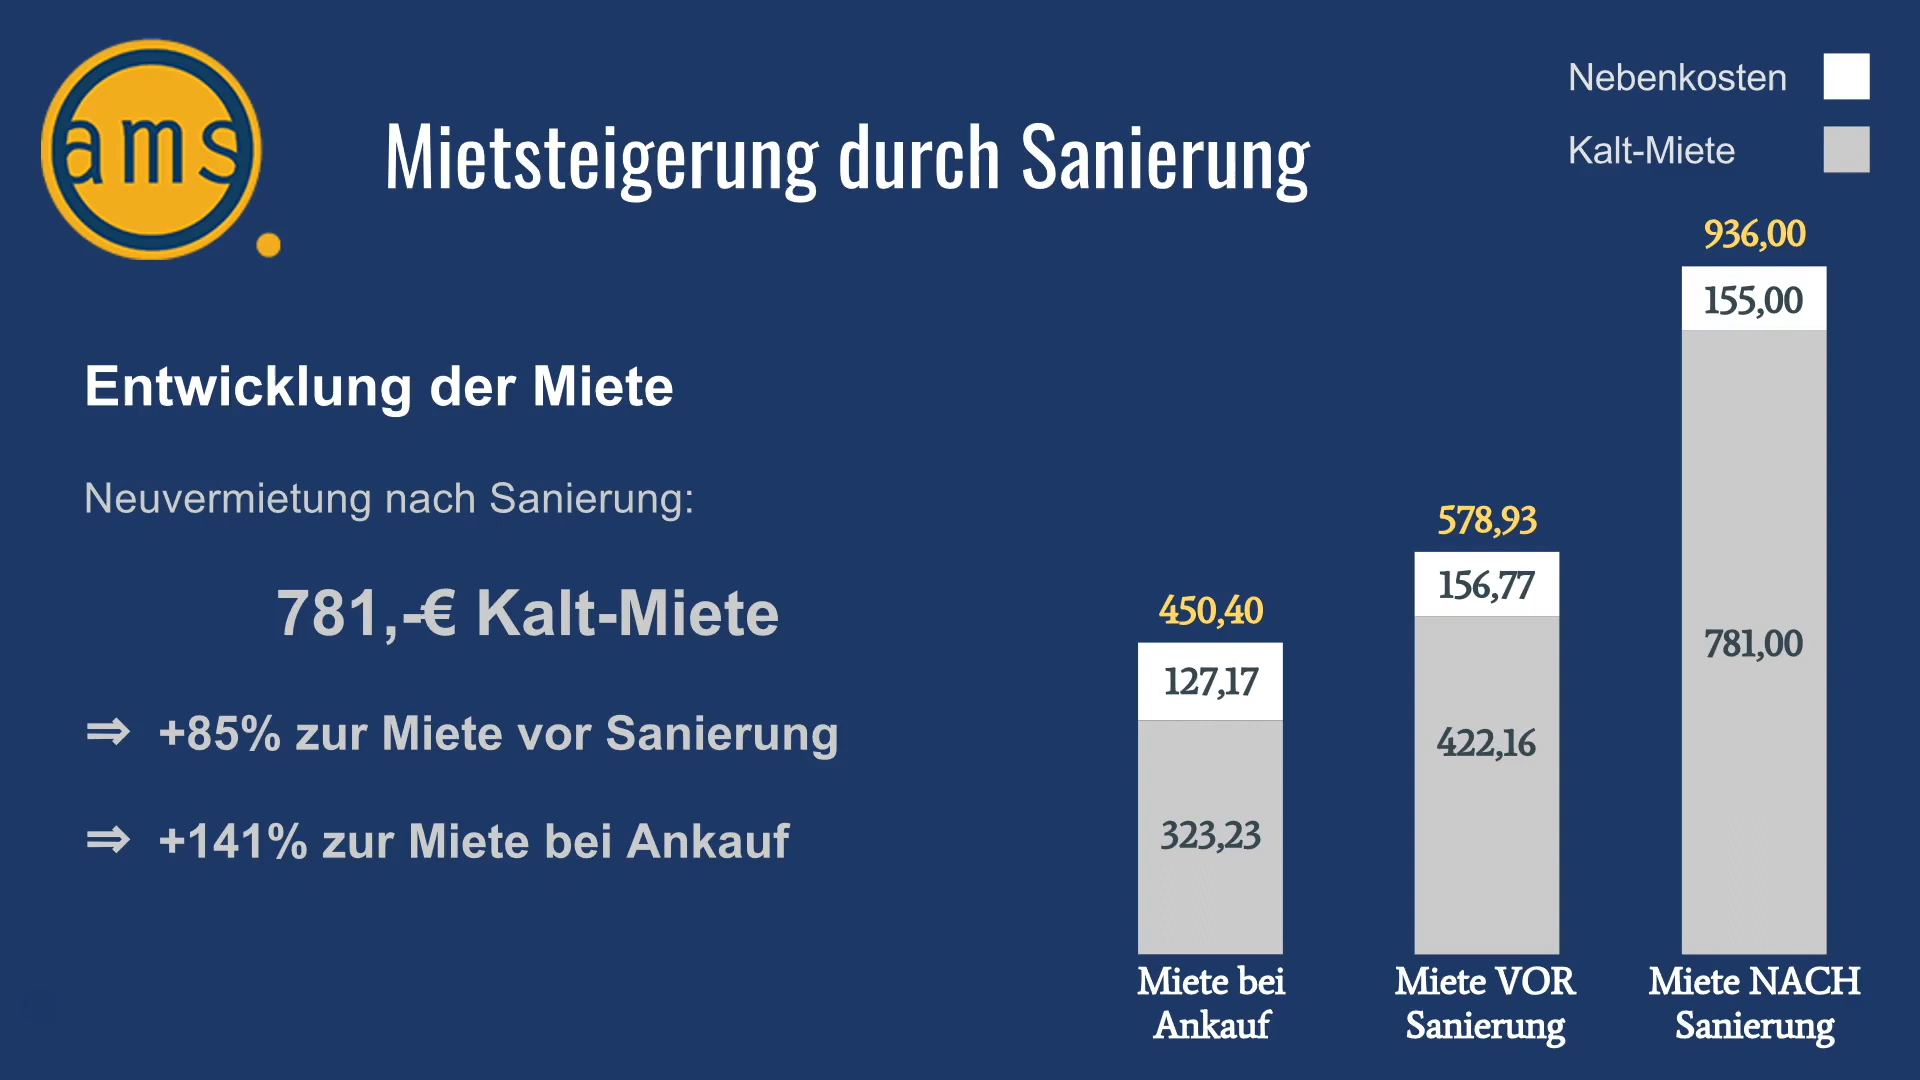 ams
Mietsteigerung durch Sanierung
Nebenkosten
Kalt-Miete
Entwicklung der Miete
Neuvermietung nach Sanierung:
781,-€ Kalt-Miete
⇒ +85% zur Miete vor Sanierung
⇒ +141% zur Miete bei Ankauf
450,40
127,17
323,23
Miete bei
Ankauf
578,93
156,77
422,16
Miete VOR
Sanierung
936,00
155,00
781,00
Miete NACH
Sanierung